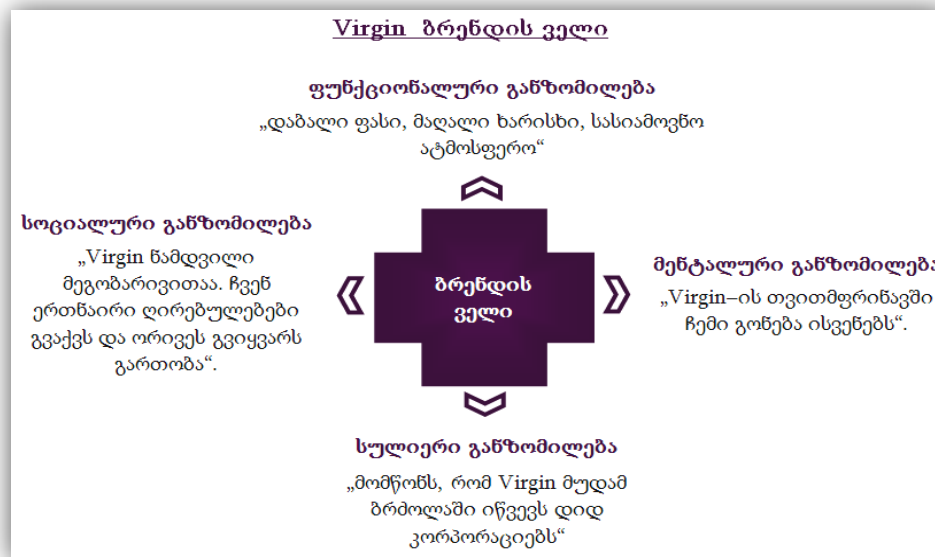 Virgin ბრენდის ველი
ფუნქციონალური განზომილება
„დაბალი ფასი, მაღალი ხარისხი, სასიამოვნო
ატმოსფერო“
სოციალური განზომილება
„Virgin ნამდვილი
მეგობარივითაა. ჩვენ
ერთნაირი ღირებულებები
გვაქვს და ორივეს გვიყვარს
გართობა“.
ბრენდის
ველი
მენტალური განზომილება
„Virgin–ის თვითმფრინავში
ჩემი გონება ისვენებს“.
სულიერი განზომილება
„მომწონს, რომ Virgin მუდამ
ბრძოლაში იწვევს დიდ
კორპორაციებს“